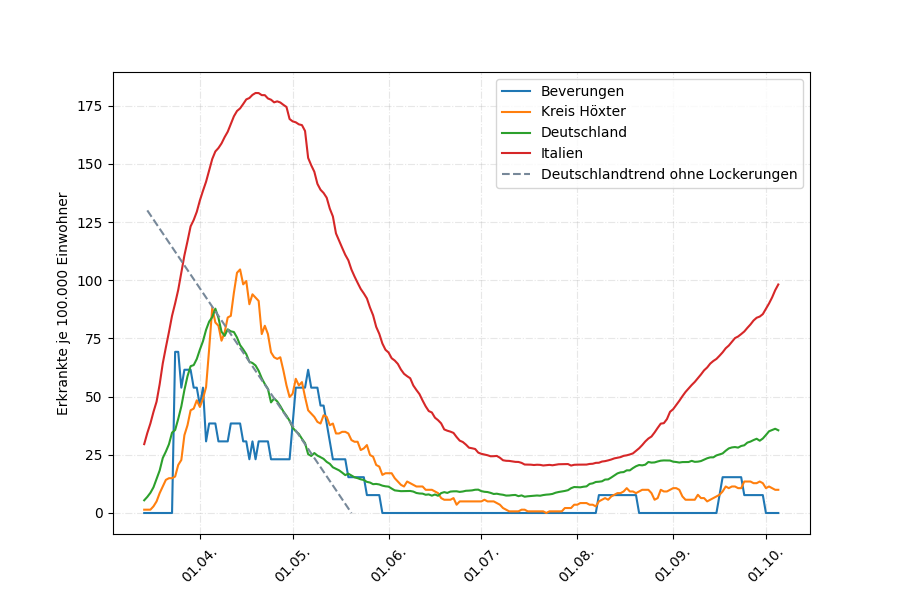 Erkrankte je 100.000 Einwohner
175
150
125
100
75
50
25
0
Beverungen
Kreis Höxter
Deutschland
Italien
Deutschlandtrend ohne Lockerungen
01.04.
01.05.
01.06.
01.07.
01.08.
01.09.
01.10.